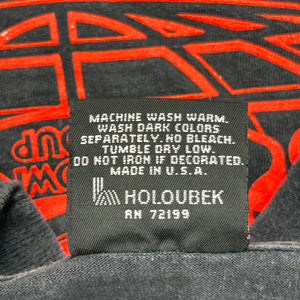 MACHINE WASH WARM.
WASH DARK COLORS
SEPARATELY. NO BLEACH.
TUMBLE DRY LOW.
DO NOT IRON IF DECORATED.
MADE IN U.S.A.
HOLOUBEK
RN 72199